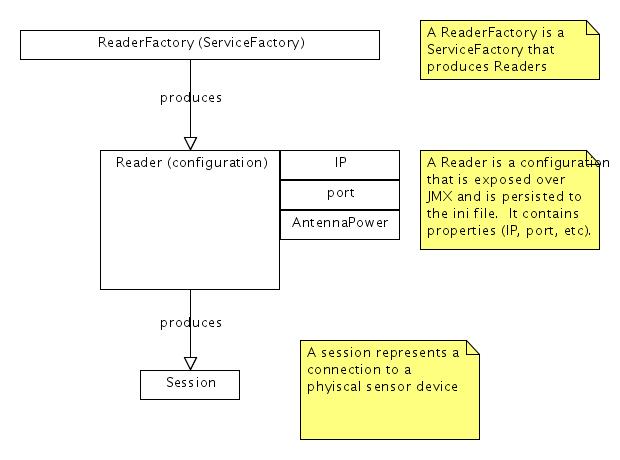 ReaderFactory (ServiceFactory)
A ReaderFactory is a
ServiceFactory that
produces Readers
produces
Reader (configuration)
IP
port
AntennaPower
A Reader is a configuration
that is exposed over
JMX and is persisted to
the ini file.  It contains
properties (IP, port, etc).
produces
Session
A session represents a
connection to a
phyiscal sensor device